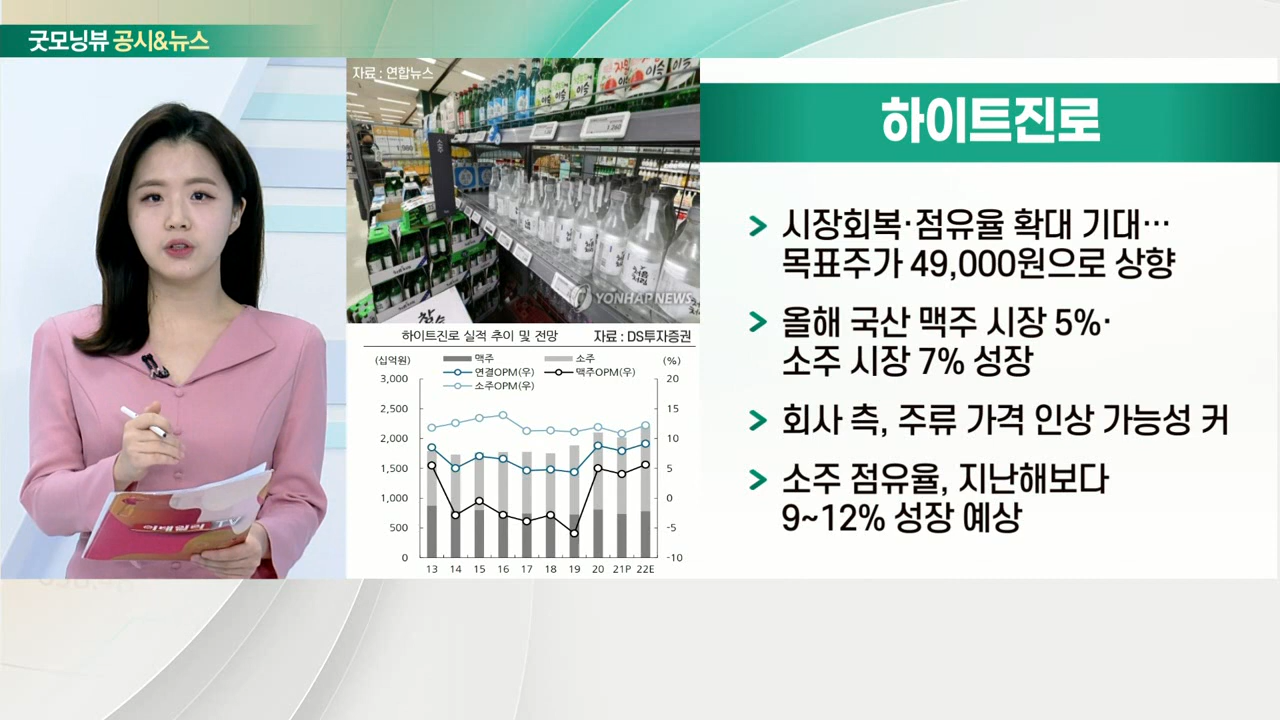 굿모닝뷰 공시&뉴스
자료 : 연합뉴스
YONHAP NEWS
하이트진로 실적 추이 및 전망
자료 : DS투자증권
(십억원)
(%)
맥주
소주
연결OPM(우)
맥주OPM(우)
소주OPM(우)
3,000
2,500
2,000
1,500
1,000
500
0
20
15
10
5
0
-5
-10
13 14 15 16 17 18 19 20 21P 22E
하이트진로
시장회복·점유율 확대 기대…
목표주가 49,000원으로 상향
올해 국산 맥주 시장 5%·
소주 시장 7% 성장
회사 측, 주류 가격 인상 가능성 커
소주 점유율, 지난해보다
9~12% 성장 예상